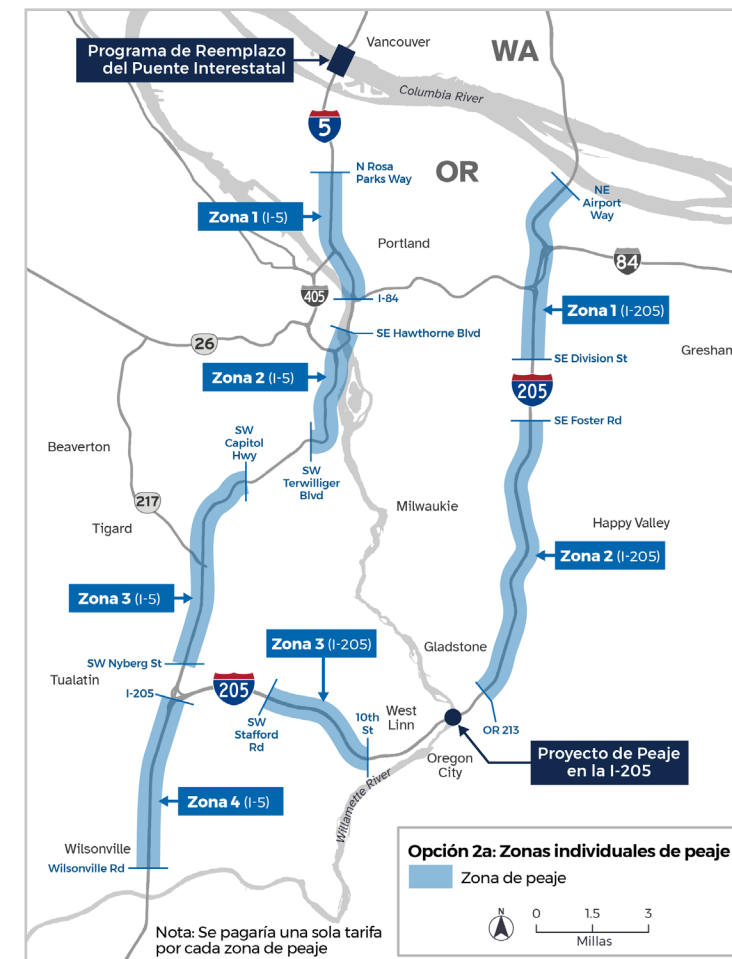 Programa de Reemplazo
del Puente Interestatal
Vancouver
WA
Columbia River
5
N Rosa
Parks Way
OR
NE
Airport
Way
Zona 1 (I-5)
Portland
84
405
I-84
Zona 1 (I-205)
26
SE Hawthorne Blvd
Gresham
SE Division St
Zona 2 (I-5)
205
SE Foster Rd
SW
Capitol
Hwy
Beaverton
SW
Terwilliger
Blvd
217
Tigard
Milwaukie
Happy Valley
Zona 2 (I-205)
Zona 3 (I-5)
Zona 3 (I-205)
Gladstone
SW Nyberg St
Tualatin
I-205
205
SW
Stafford
Rd
10th
St
West
Linn
OR 213
Oregon
City
Proyecto de Peaje
en la I-205
Willamette River
Zona 4 (I-5)
Wilsonville
Wilsonville Rd
Opción 2a: Zonas individuales de peaje
Zona de peaje
N
0 1.5 3
Millas
Nota: Se pagaría una sola tarifa
por cada zona de peaje